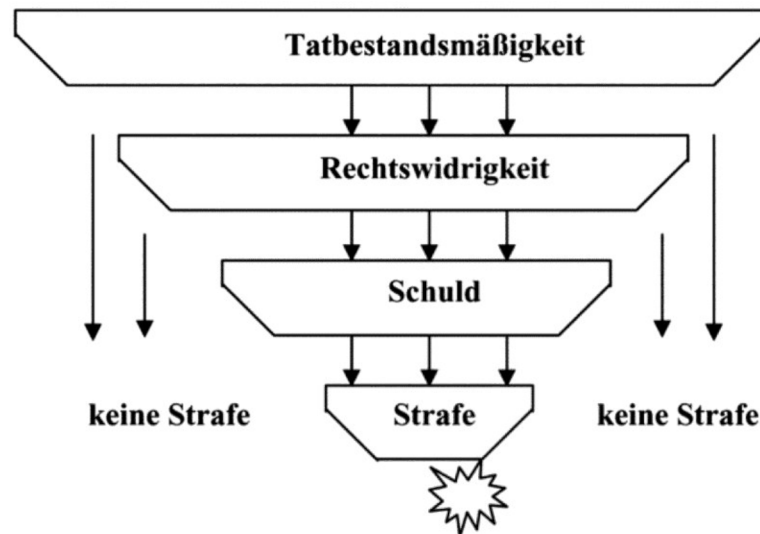 Tatbestandsmäßigkeit
Rechtswidrigkeit
Schuld
keine Strafe
Strafe
keine Strafe